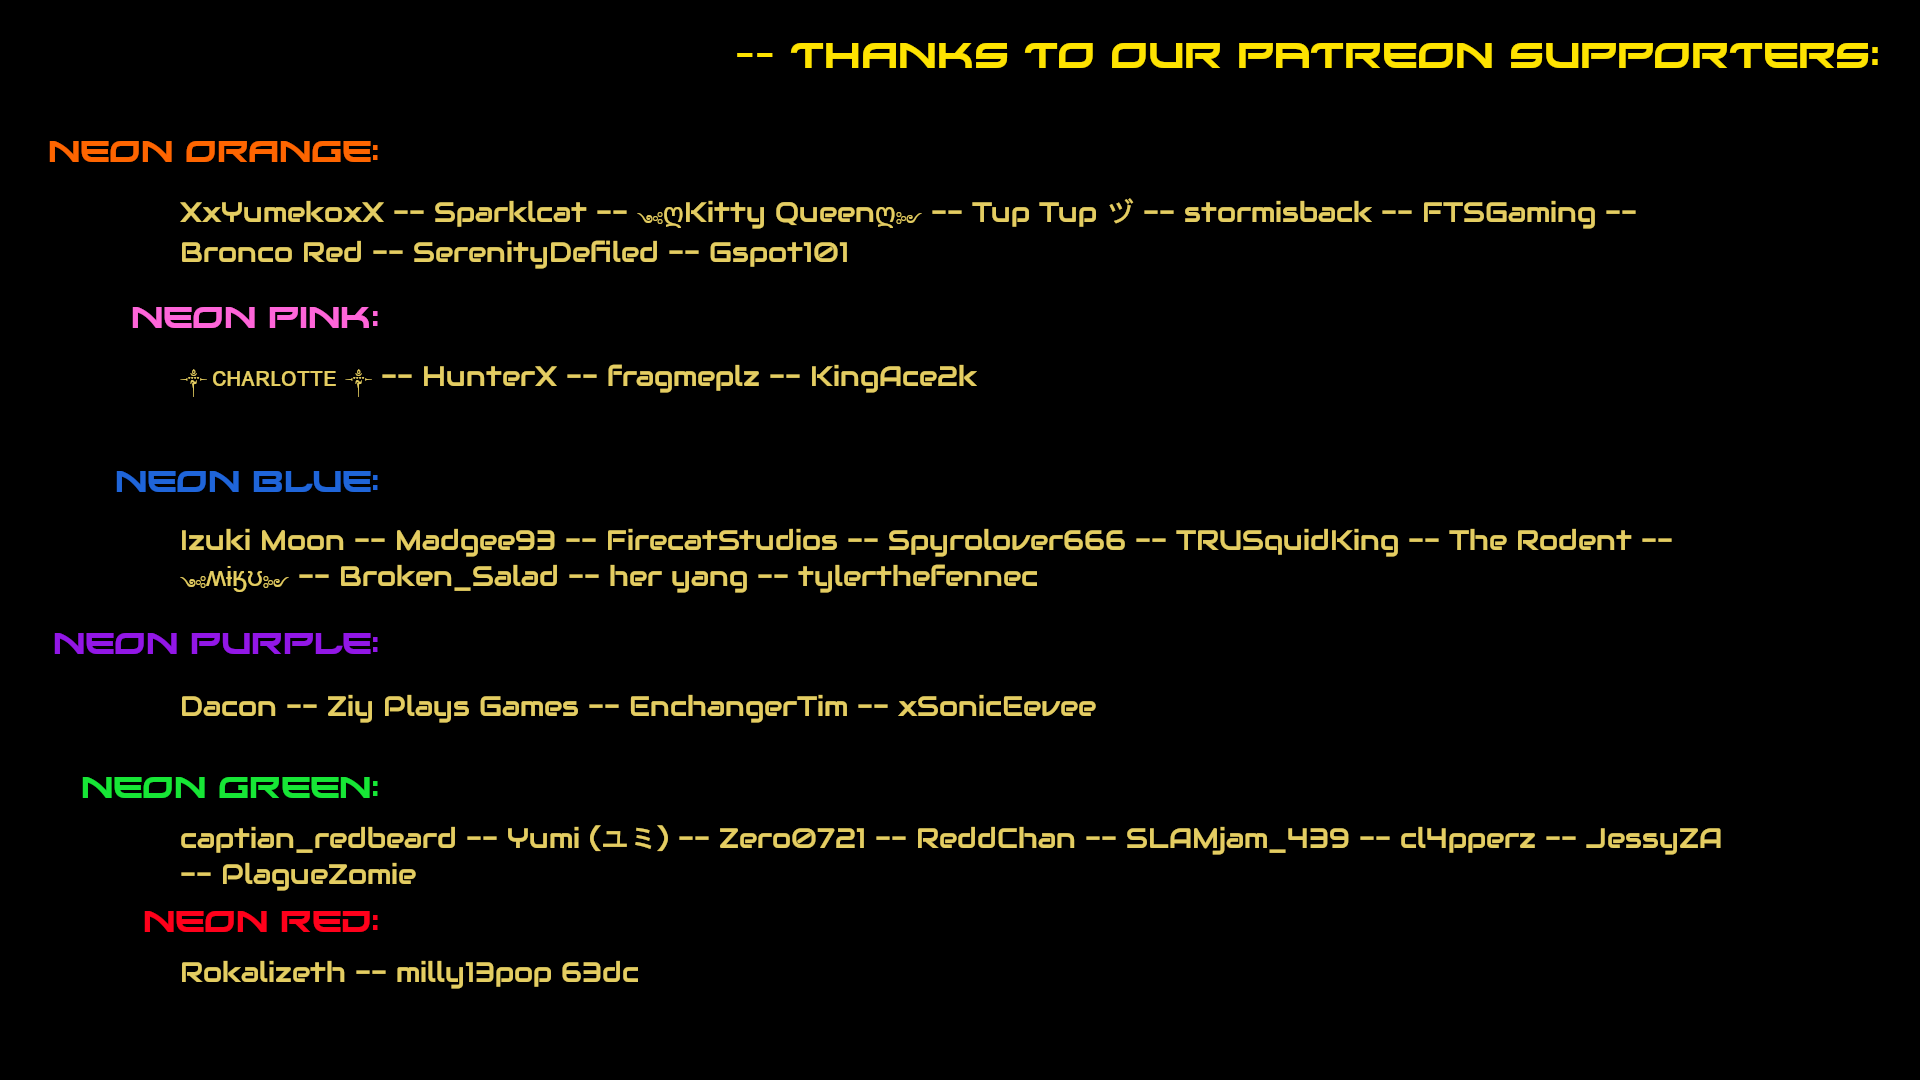 -- THANKS TO OUR PATREON SUPPORTERS:
NEON ORANGE:
XxYumekoxX -- Sparklcat -- ༺ღKitty Queenღ༻ -- Tup Tup ヅ -- stormisback -- FTSGaming --
Bronco Red -- SerenityDefiled -- Gspot101
NEON PINK:
༒ CHARLOTTE ༒ -- HunterX -- fragmeplz -- KingAce2k
NEON BLUE:
Izuki Moon -- Madgee93 -- FirecatStudios -- Spyrolover666 -- TRUSquidKing -- The Rodent --
༺ʍɨӄʊ༻ -- Broken_Salad -- her yang -- tylerthefennec
NEON PURPLE:
Dacon -- Ziy Plays Games -- EnchangerTim -- xSonicEevee
NEON GREEN:
captian_redbeard -- Yumi (ユミ) -- Zero0721 -- ReddChan -- SLAMjam_439 -- cl4pperz -- JessyZA
-- PlagueZomie
NEON RED:
Rokalizeth -- milly13pop 63dc